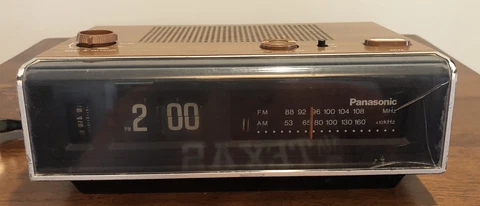 Panasonic
FM 88 92 96 100 104 108 MHz
AM 53 65 80 100 130 160 x10kHz
2 00